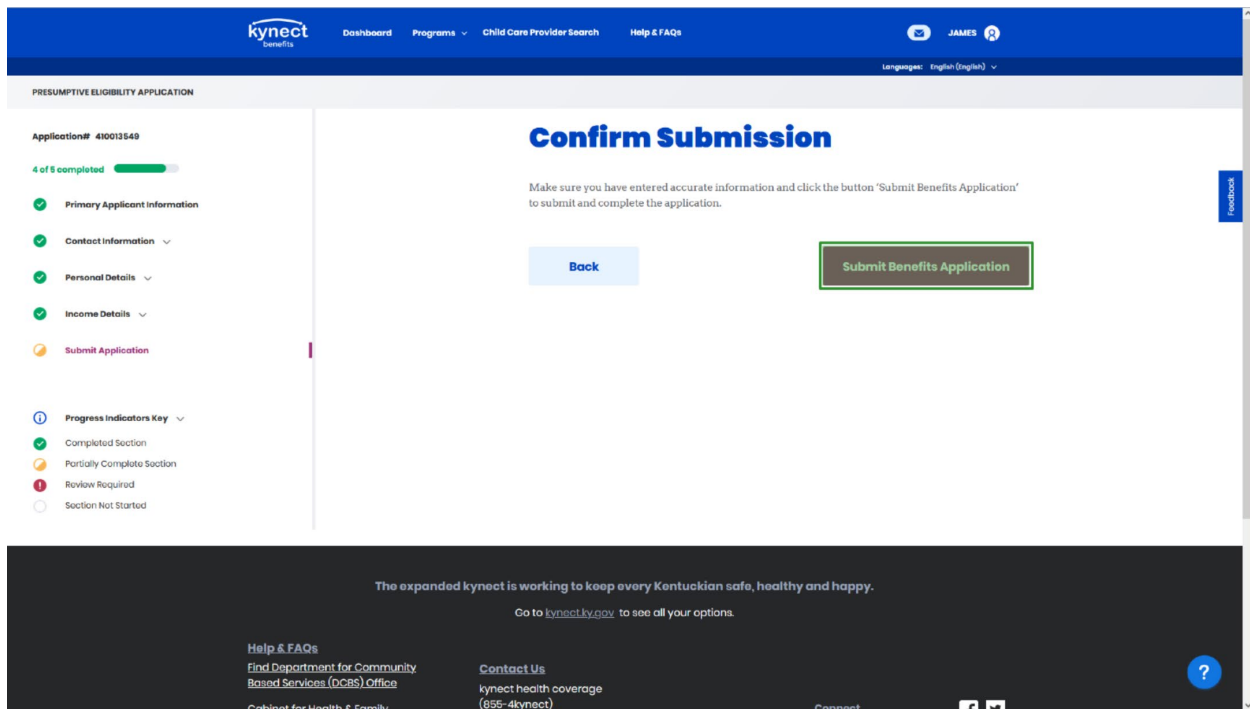 kynect
benefits
Dashboard Programs Child Care Provider Search Help & FAQs JAMES
Languages: English (English)
PRESUMPTIVE ELIGIBILITY APPLICATION
Application# 410013549
4 of 5 completed
Primary Applicant Information
Contact Information
Personal Details
Income Details
Submit Application
Progress Indicators Key
Completed Section
Partially Complete Section
Review Required
Section Not Started
Confirm Submission
Make sure you have entered accurate information and click the button ‘Submit Benefits Application’
to submit and complete the application.
Back
Submit Benefits Application
Feedback
The expanded kynect is working to keep every Kentuckian safe, healthy and happy.
Go to kynect.ky.gov to see all your options.
Help & FAQs
Find Department for Community
Based Services (DCBS) Office
Cabinet for Health & Family
Contact Us
kynect health coverage
(855-4kynect)
Connect
?